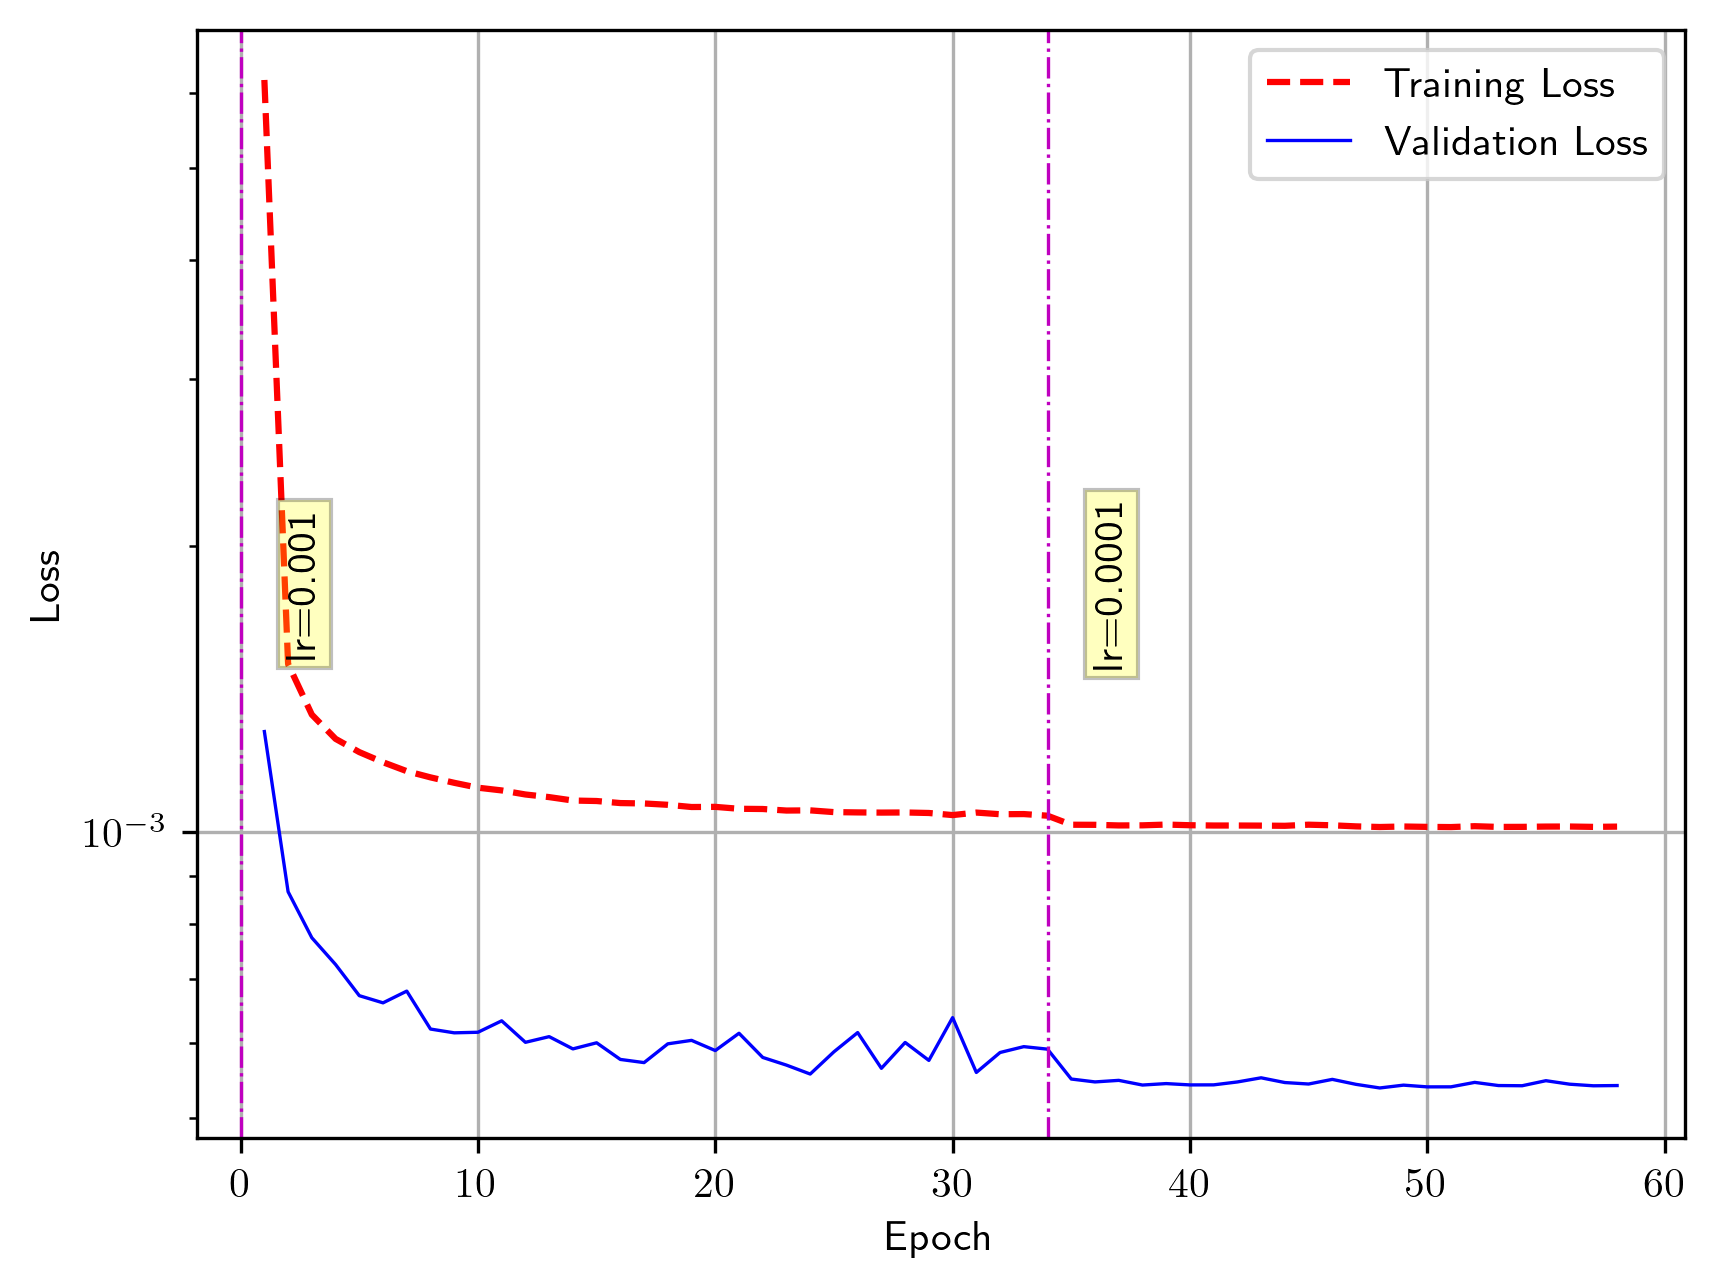 Training Loss
Validation Loss
lr=0.001
lr=0.0001
Loss
10⁻³
0 10 20 30 40 50 60
Epoch